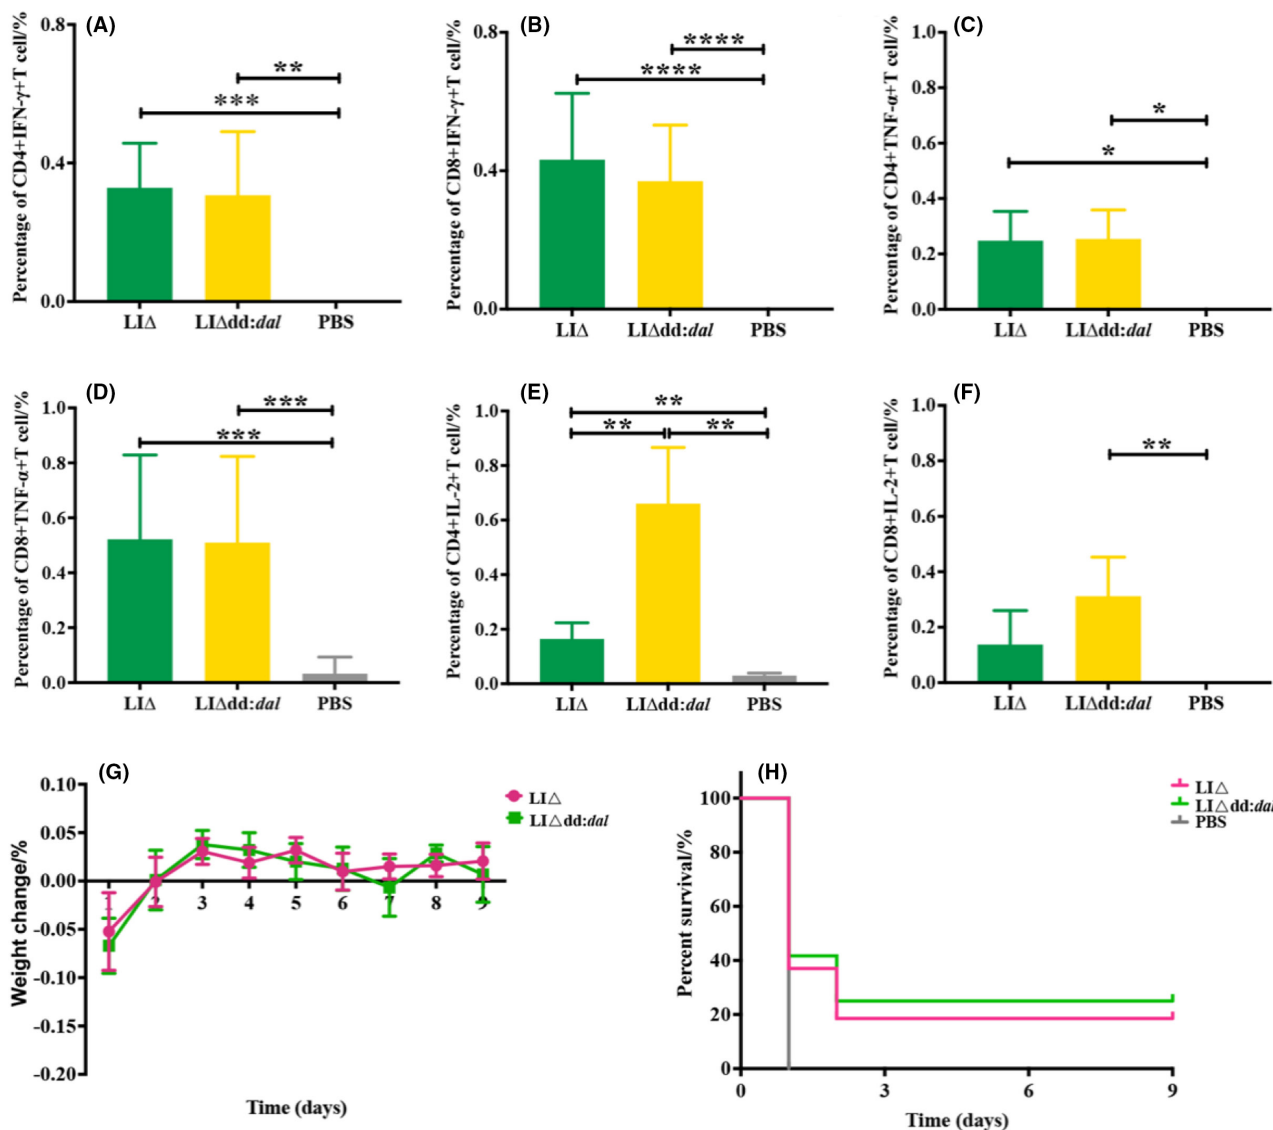 (A)
Percentage of CD4+IFN-γ+T cell/%
0.8
0.4
0.0
**
***
LIΔ
LIΔdd:dal
PBS
(B)
Percentage of CD8+IFN-γ+T cell/%
0.8
0.4
0.0
****
****
LIΔ
LIΔdd:dal
PBS
(C)
Percentage of CD4+TNF-α+T cell/%
1.0
0.8
0.6
0.4
0.2
0.0
*
*
LIΔ
LIΔdd:dal
PBS
(D)
Percentage of CD8+TNF-α+T cell/%
1.0
0.8
0.6
0.4
0.2
0.0
***
***
LIΔ
LIΔdd:dal
PBS
(E)
Percentage of CD4+IL-2+T cell/%
1.0
0.8
0.6
0.4
0.2
0.0
**
** **
LIΔ
LIΔdd:dal
PBS
(F)
Percentage of CD8+IL-2+T cell/%
1.0
0.8
0.6
0.4
0.2
0.0
**
LIΔ
LIΔdd:dal
PBS
(G)
Weight change/%
0.10
0.05
0.00
-0.05
-0.10
-0.15
-0.20
1 2 3 4 5 6 7 8 9
Time (days)
LI△
LI△dd:dal
(H)
Percent survival/%
100
80
60
40
20
0
0 3 6 9
Time (days)
LI△
LI△dd:dal
PBS